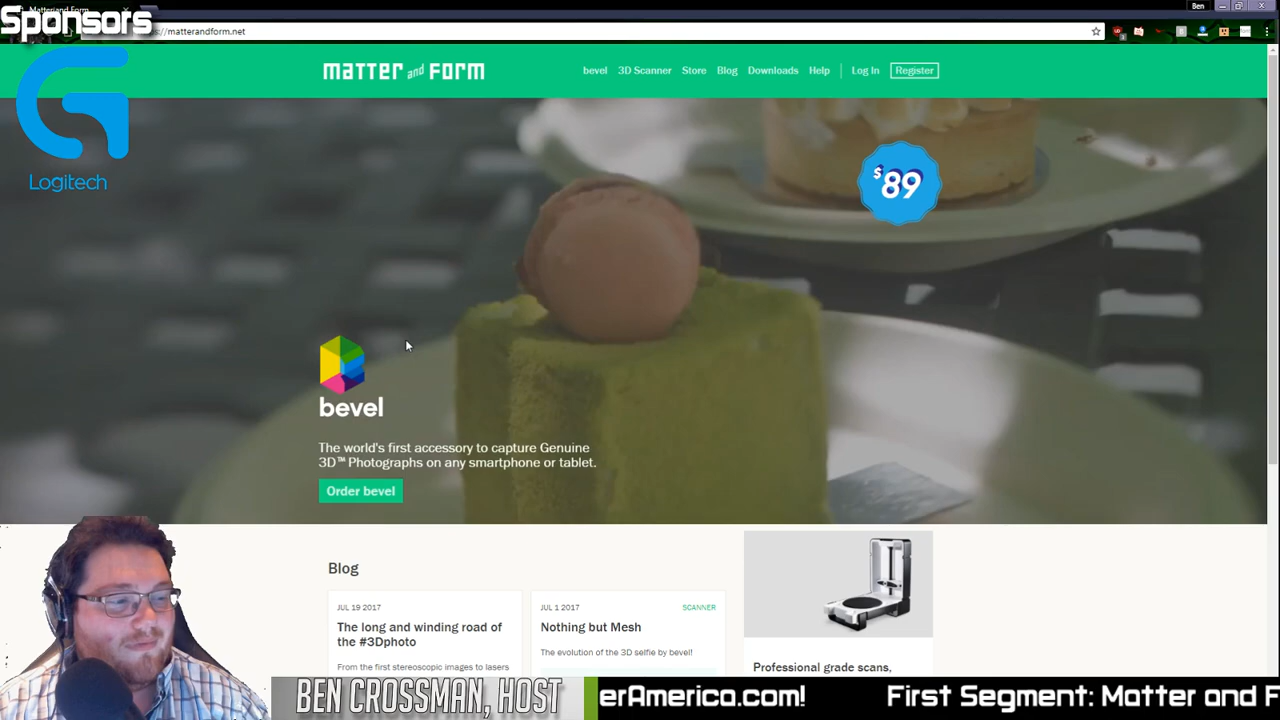 Sponsors
Matter and Form
Ben
//matterandform.net
matter and form
bevel 3D Scanner Store Blog Downloads Help Log In Register
Logitech
$89
bevel
The world's first accessory to capture Genuine
3D™ Photographs on any smartphone or tablet.
Order bevel
Blog
JUL 19 2017
The long and winding road of
the #3Dphoto
From the first stereoscopic images to lasers
JUL 1 2017 SCANNER
Nothing but Mesh
The evolution of the 3D selfie by bevel!
Professional grade scans,
BEN CROSSMAN, HOST
erAmerica.com! First Segment: Matter and F